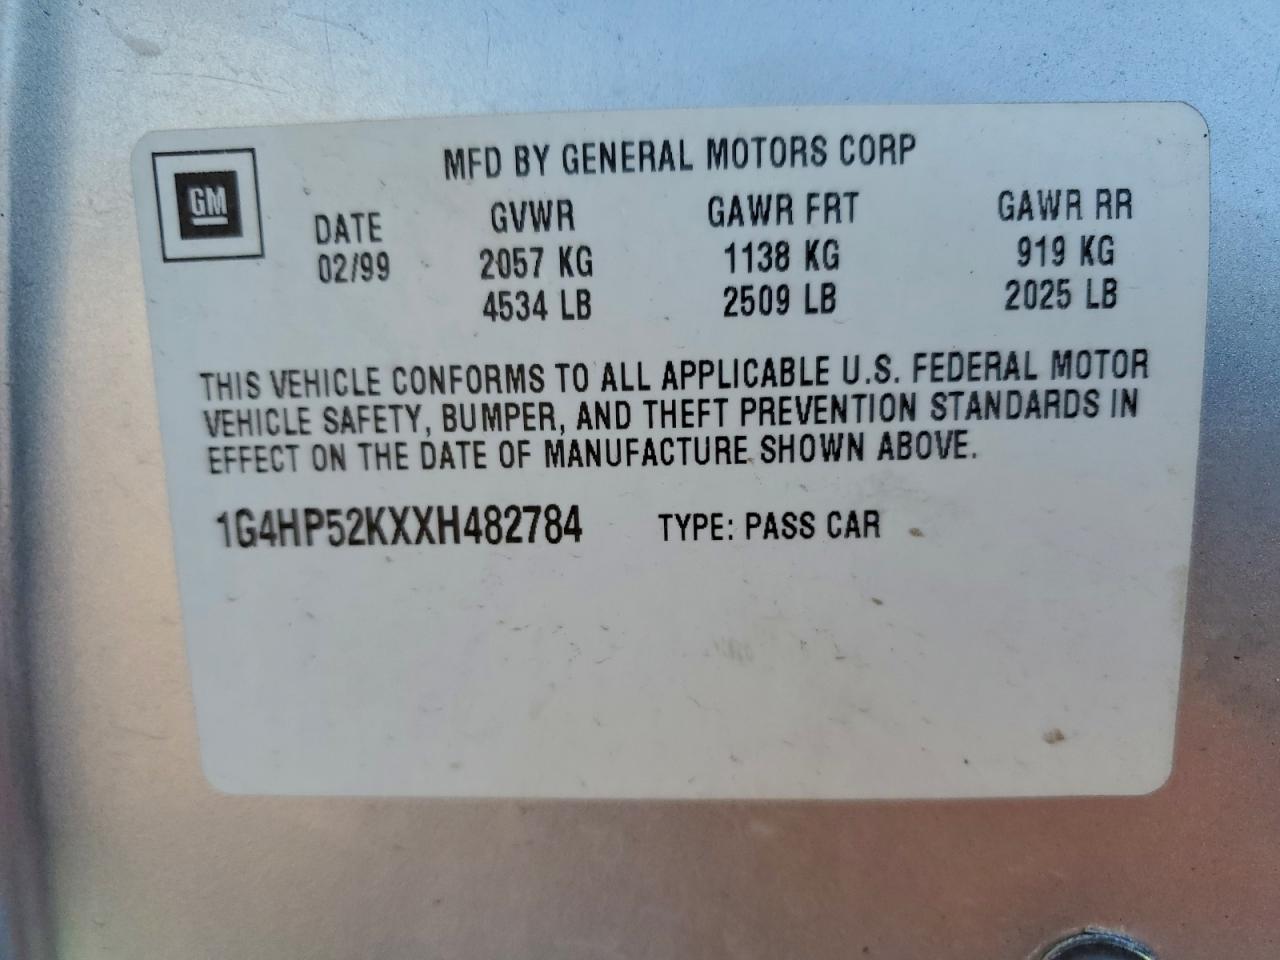 MFD BY GENERAL MOTORS CORP
GM
DATE GVWR GAWR FRT GAWR RR
02/99 2057 KG 1138 KG 919 KG
4534 LB 2509 LB 2025 LB
THIS VEHICLE CONFORMS TO ALL APPLICABLE U.S. FEDERAL MOTOR
VEHICLE SAFETY, BUMPER, AND THEFT PREVENTION STANDARDS IN
EFFECT ON THE DATE OF MANUFACTURE SHOWN ABOVE.
1G4HP52KXXH482784 TYPE: PASS CAR